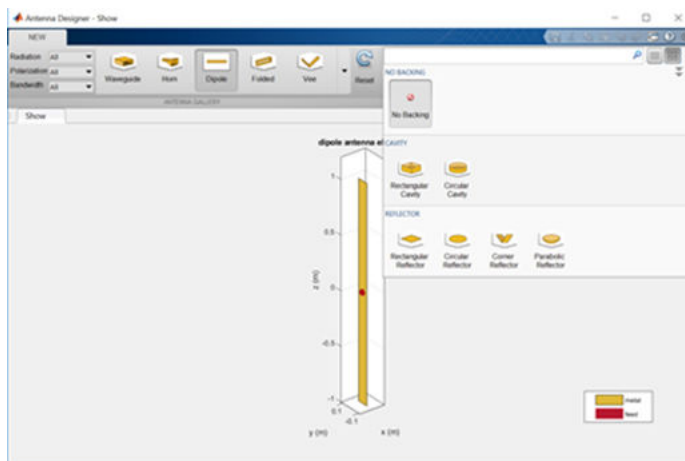 Antenna Designer - Show
NEW
Radiation All
Polarization All
Bandwidth All
Waveguide
Horn
Dipole
Folded
Vee
Reset
ANTENNA GALLERY
Show
NO BACKING
No Backing
CAVITY
Rectangular Cavity
Circular Cavity
REFLECTOR
Rectangular Reflector
Circular Reflector
Corner Reflector
Parabolic Reflector
dipole antenna el
1
0.5
0
-0.5
-1
z (m)
0.1
-0.1
y (m)
x (m)
metal
feed